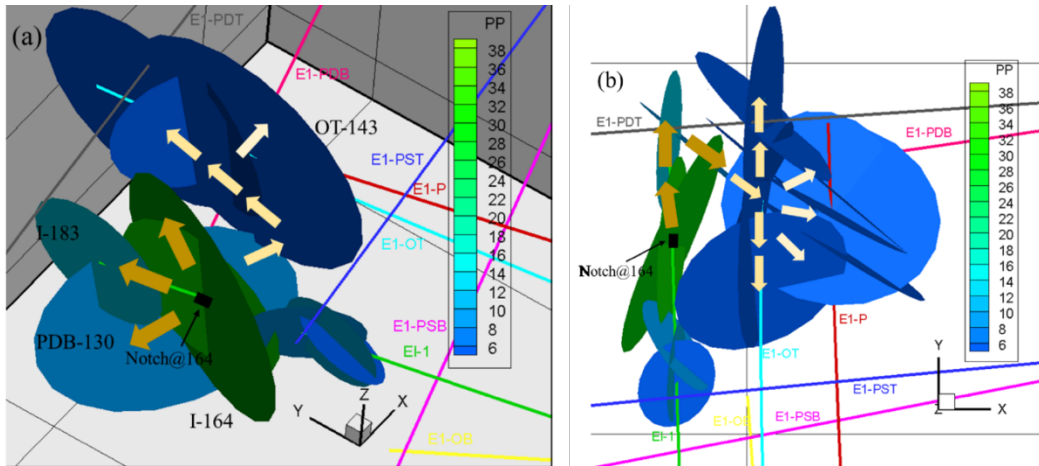 (a)
E1-PDT
E1-PDB
OT-143
E1-PST
E1-P
E1-OT
I-183
E1-PSB
PDB-130
Notch@164
EI-1
I-164
E1-OB
Z
Y
X
PP
38
36
34
32
30
28
26
24
22
20
18
16
14
12
10
8
6
(b)
E1-PDT
E1-PDB
Notch@164
E1-P
E1-OT
E1-PST
E1-PSB
E1-OB
EI-1
Y
Z
X
PP
38
36
34
32
30
28
26
24
22
20
18
16
14
12
10
8
6